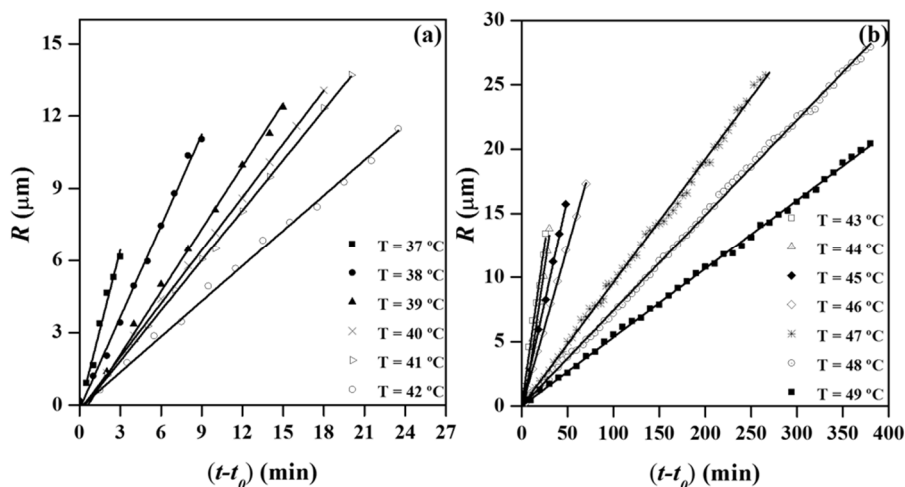 (a)
15
12
9
6
3
0
R (μm)
T = 37 ºC
T = 38 ºC
T = 39 ºC
T = 40 ºC
T = 41 ºC
T = 42 ºC
0 3 6 9 12 15 18 21 24 27
(t-t0) (min)
(b)
30
25
20
15
10
5
0
R (μm)
T = 43 ºC
T = 44 ºC
T = 45 ºC
T = 46 ºC
T = 47 ºC
T = 48 ºC
T = 49 ºC
0 50 100 150 200 250 300 350 400
(t-t0) (min)